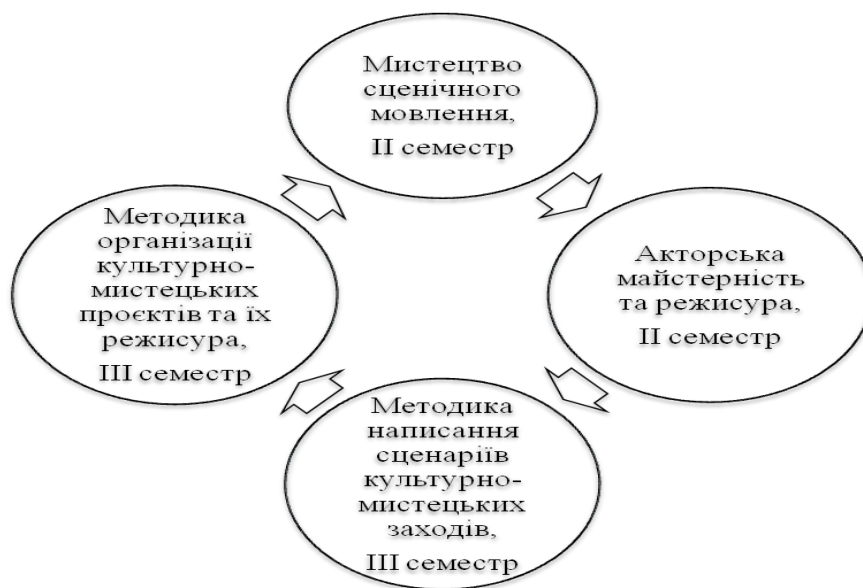 Мистецтво
сценічного
мовлення,
ІІ семестр
Акторська
майстерність
та режисура,
ІІ семестр
Методика
написання
сценаріїв
культурно-
мистецьких
заходів,
ІІІ семестр
Методика
організації
культурно-
мистецьких
проєктів та їх
режисура,
ІІІ семестр